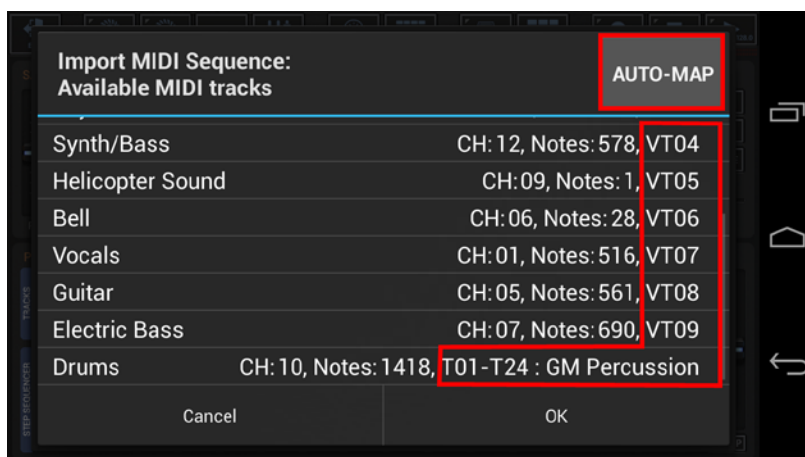 Import MIDI Sequence:
Available MIDI tracks
AUTO-MAP
Synth/Bass CH:12, Notes:578, VT04
Helicopter Sound CH:09, Notes:1, VT05
Bell CH:06, Notes:28, VT06
Vocals CH:01, Notes:516, VT07
Guitar CH:05, Notes:561, VT08
Electric Bass CH:07, Notes:690, VT09
Drums CH:10, Notes:1418, T01-T24 : GM Percussion
Cancel OK
TRACKS
STEP SEQUENCER